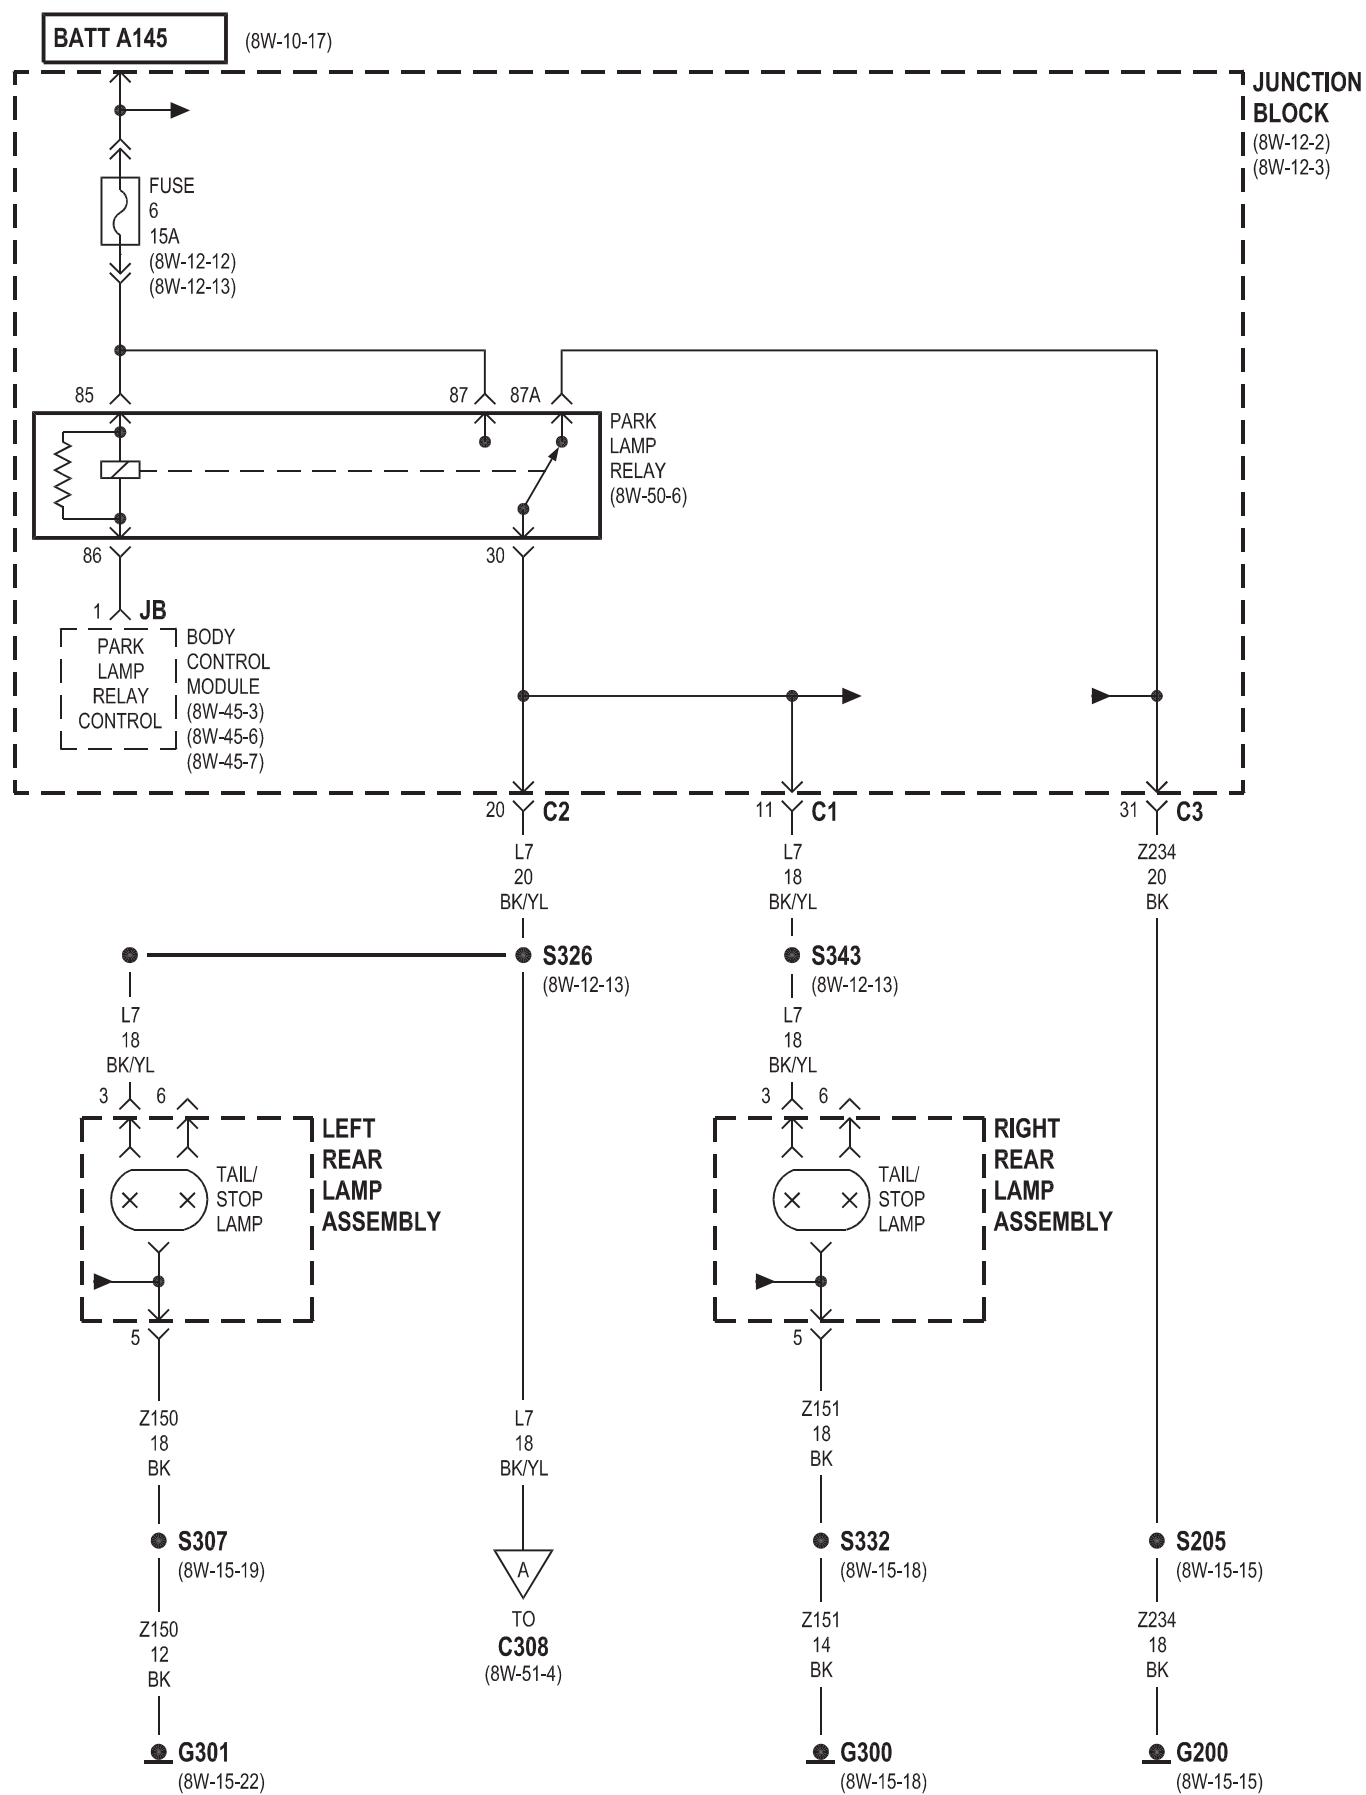 BATT A145
(8W-10-17)
JUNCTION
BLOCK
(8W-12-2)
(8W-12-3)
FUSE
6
15A
(8W-12-12)
(8W-12-13)
85
87
87A
PARK
LAMP
RELAY
(8W-50-6)
86
30
1
JB
PARK
LAMP
RELAY
CONTROL
BODY
CONTROL
MODULE
(8W-45-3)
(8W-45-6)
(8W-45-7)
20
C2
11
C1
31
C3
L7
20
BK/YL
L7
18
BK/YL
Z234
20
BK
S326
(8W-12-13)
S343
(8W-12-13)
L7
18
BK/YL
L7
18
BK/YL
3
6
3
6
LEFT
REAR
LAMP
ASSEMBLY
TAIL/
STOP
LAMP
RIGHT
REAR
LAMP
ASSEMBLY
TAIL/
STOP
LAMP
5
5
Z150
18
BK
L7
18
BK/YL
Z151
18
BK
S307
(8W-15-19)
A
TO
C308
(8W-51-4)
S332
(8W-15-18)
S205
(8W-15-15)
Z150
12
BK
Z151
14
BK
Z234
18
BK
G301
(8W-15-22)
G300
(8W-15-18)
G200
(8W-15-15)